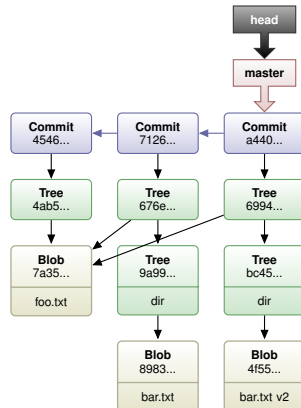 head
master
Commit
4546...
Commit
7126...
Commit
a440...
Tree
4ab5...
Tree
676e...
Tree
6994...
Blob
7a35...
foo.txt
Tree
9a99...
dir
Tree
bc45...
dir
Blob
8983...
bar.txt
Blob
4f55...
bar.txt v2